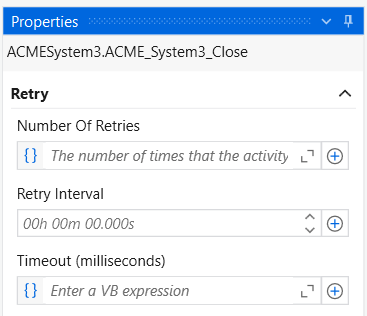 Properties
ACMESystem3.ACME_System3_Close
Retry
Number Of Retries
{} The number of times that the activity
Retry Interval
00h 00m 00.000s
Timeout (milliseconds)
{} Enter a VB expression